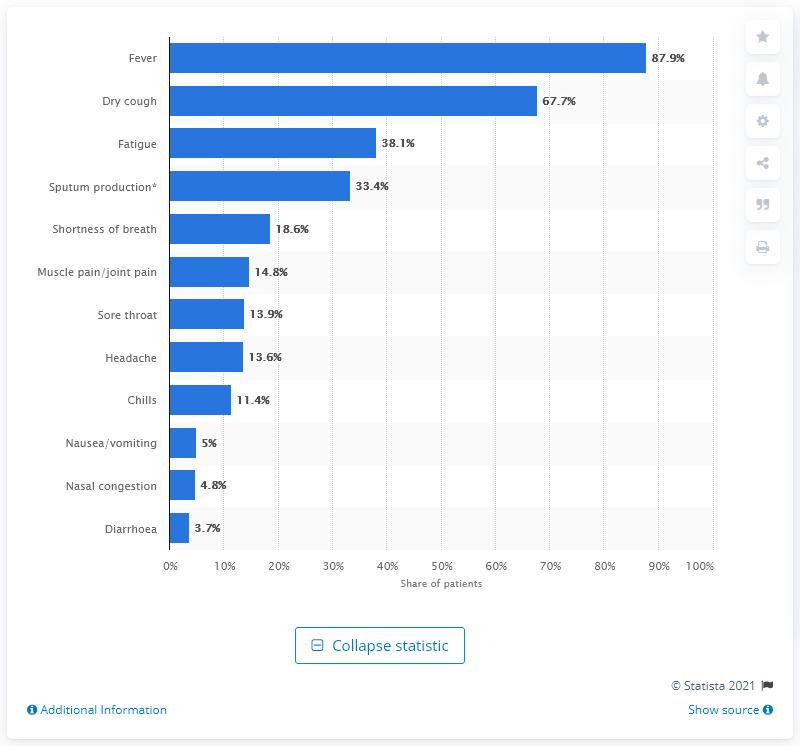 Fever 87.9%
Dry cough 67.7%
Fatigue 38.1%
Sputum production* 33.4%
Shortness of breath 18.6%
Muscle pain/joint pain 14.8%
Sore throat 13.9%
Headache 13.6%
Chills 11.4%
Nausea/vomiting 5%
Nasal congestion 4.8%
Diarrhoea 3.7%
0% 10% 20% 30% 40% 50% 60% 70% 80% 90% 100%
Share of patients
Collapse statistic
© Statista 2021
Additional Information Show source